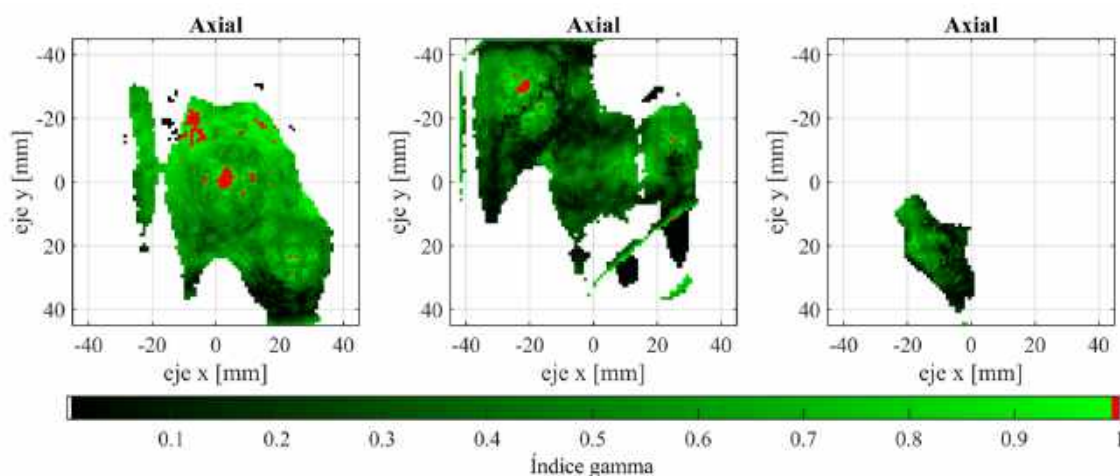 Axial Axial Axial
-40 -40 -40
-20 -20 -20
0 0 0
20 20 20
40 40 40
eje y [mm] eje y [mm] eje y [mm]
-40 -20 0 20 40 -40 -20 0 20 40 -40 -20 0 20 40
eje x [mm] eje x [mm] eje x [mm]
0.1 0.2 0.3 0.4 0.5 0.6 0.7 0.8 0.9
Índice gamma